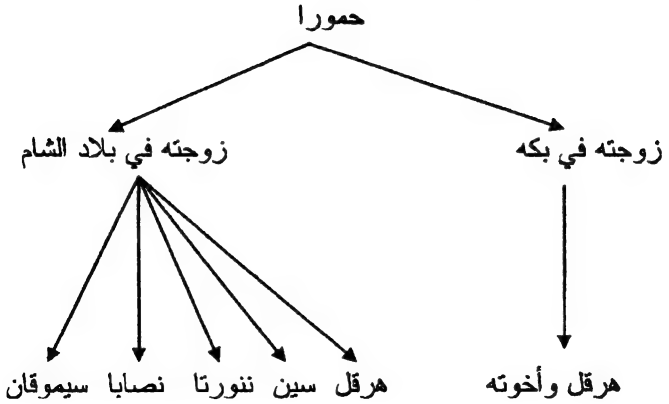 حمورا
زوجته في بكه زوجته في بلاد الشام
هرقل وأخوته هرقل سين ننورتا نصابا سيموقان